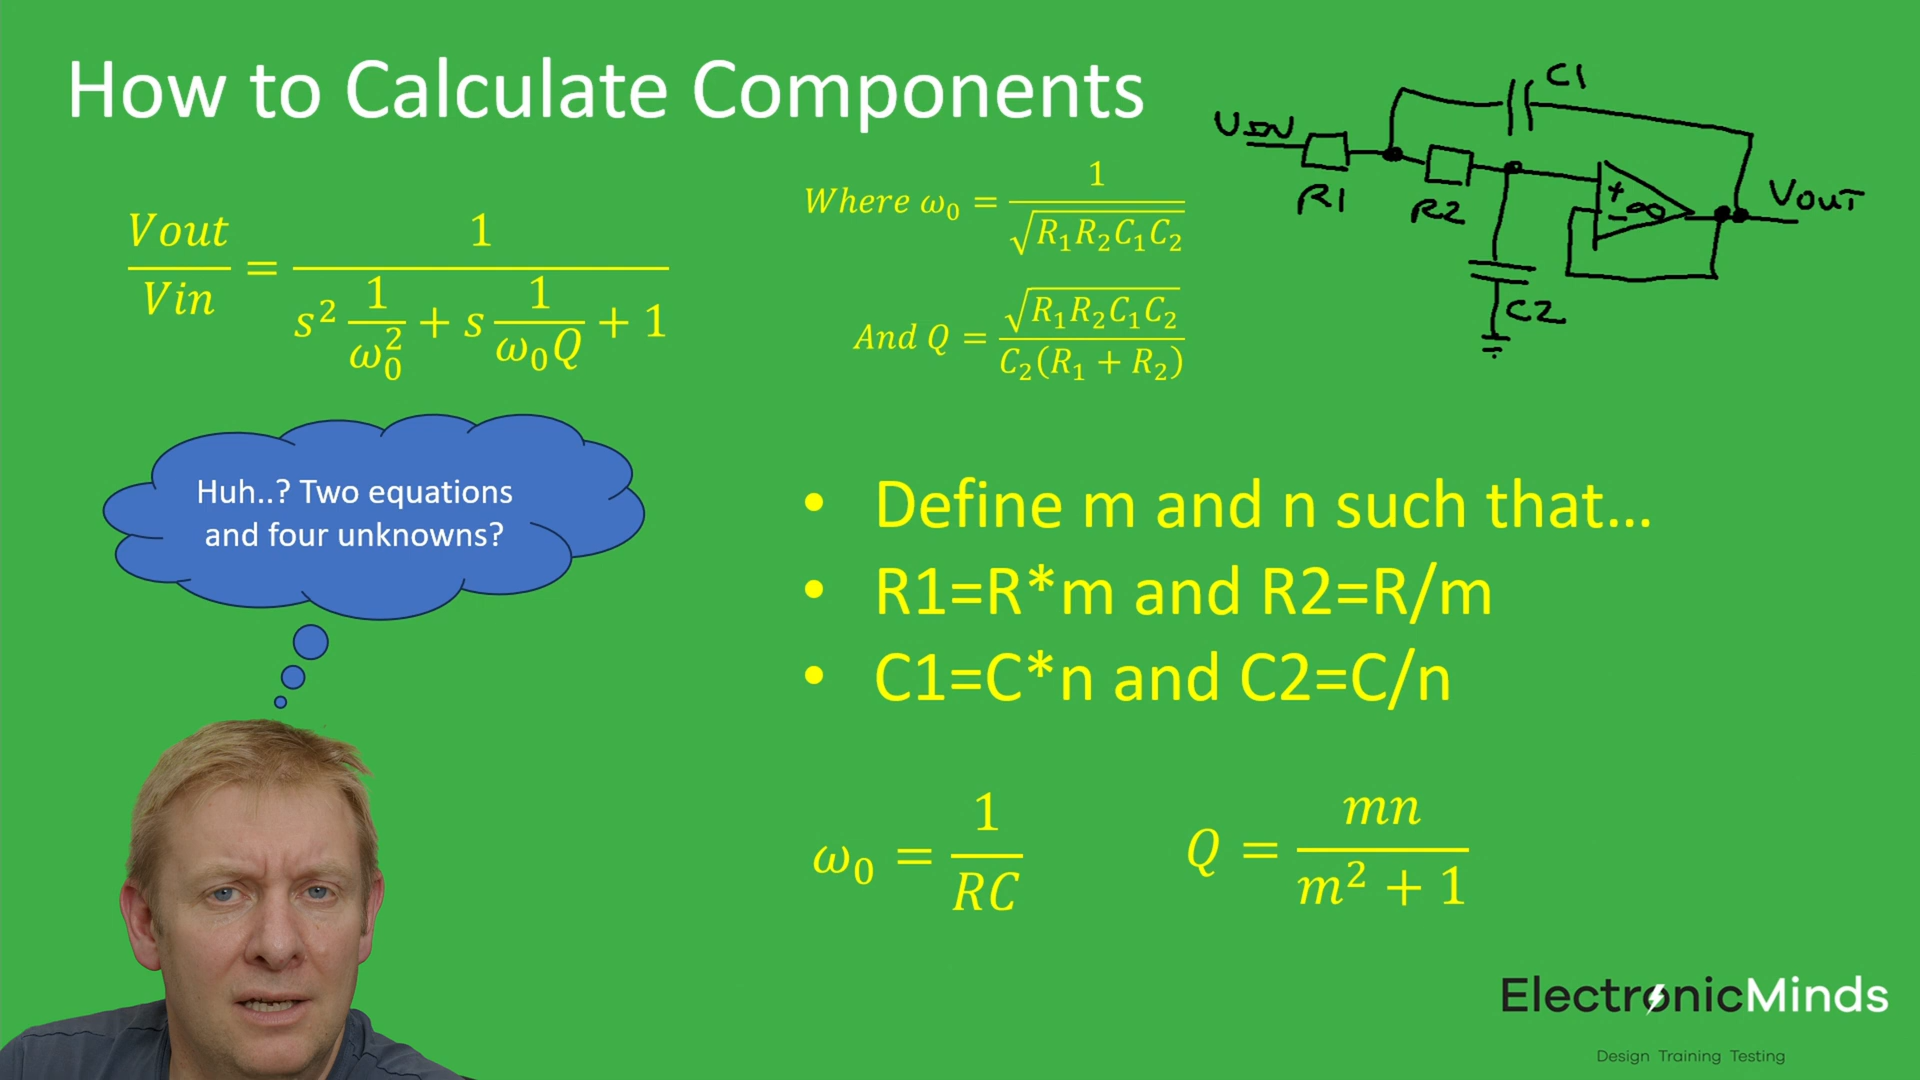 How to Calculate Components
Vout/Vin = 1/(s² 1/ω₀² + s 1/(ω₀Q) + 1)
Where ω₀ = 1/√(R₁R₂C₁C₂)
And Q = √(R₁R₂C₁C₂)/(C₂(R₁ + R₂))
VIN
R1
R2
C1
C2
+
−
∞
VOUT
Huh..? Two equations
and four unknowns?
• Define m and n such that...
• R1=R*m and R2=R/m
• C1=C*n and C2=C/n
ω₀ = 1/RC
Q = mn/(m² + 1)
ElectronicMinds
Design Training Testing